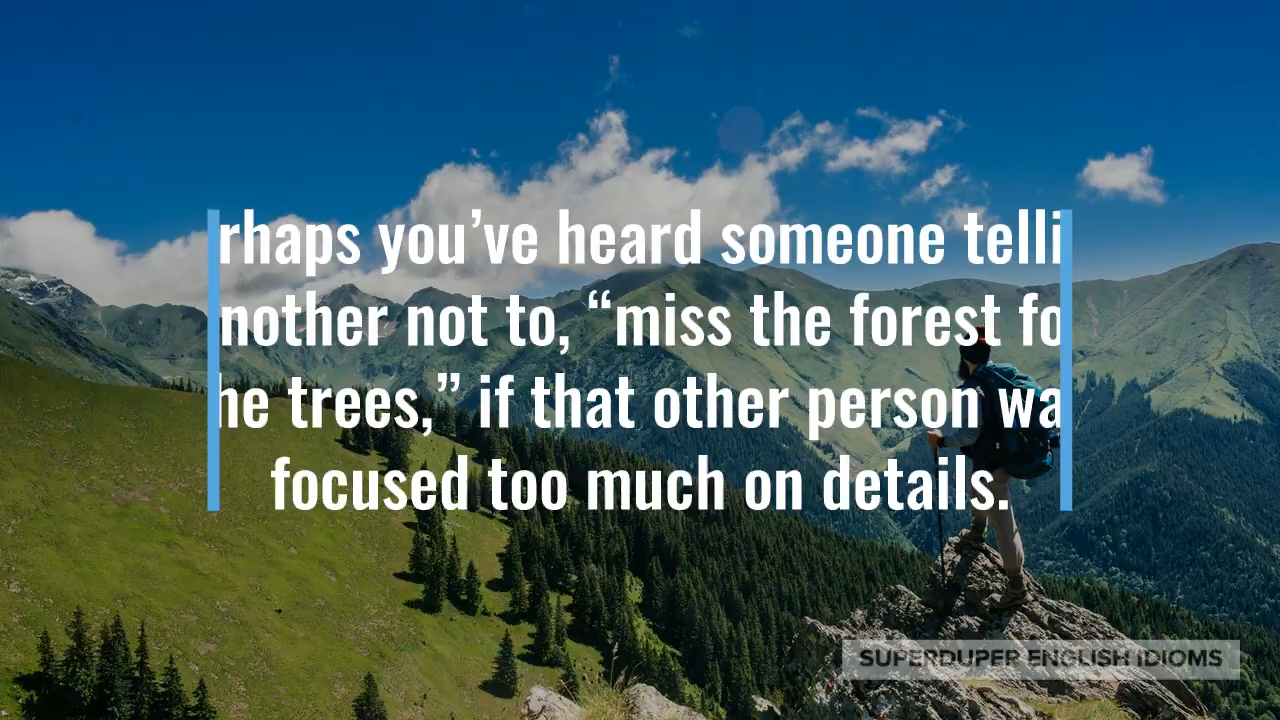 rhaps you’ve heard someone telli
nother not to, “miss the forest fo
he trees,” if that other person wa
focused too much on details.
SUPERDUPER ENGLISH IDIOMS